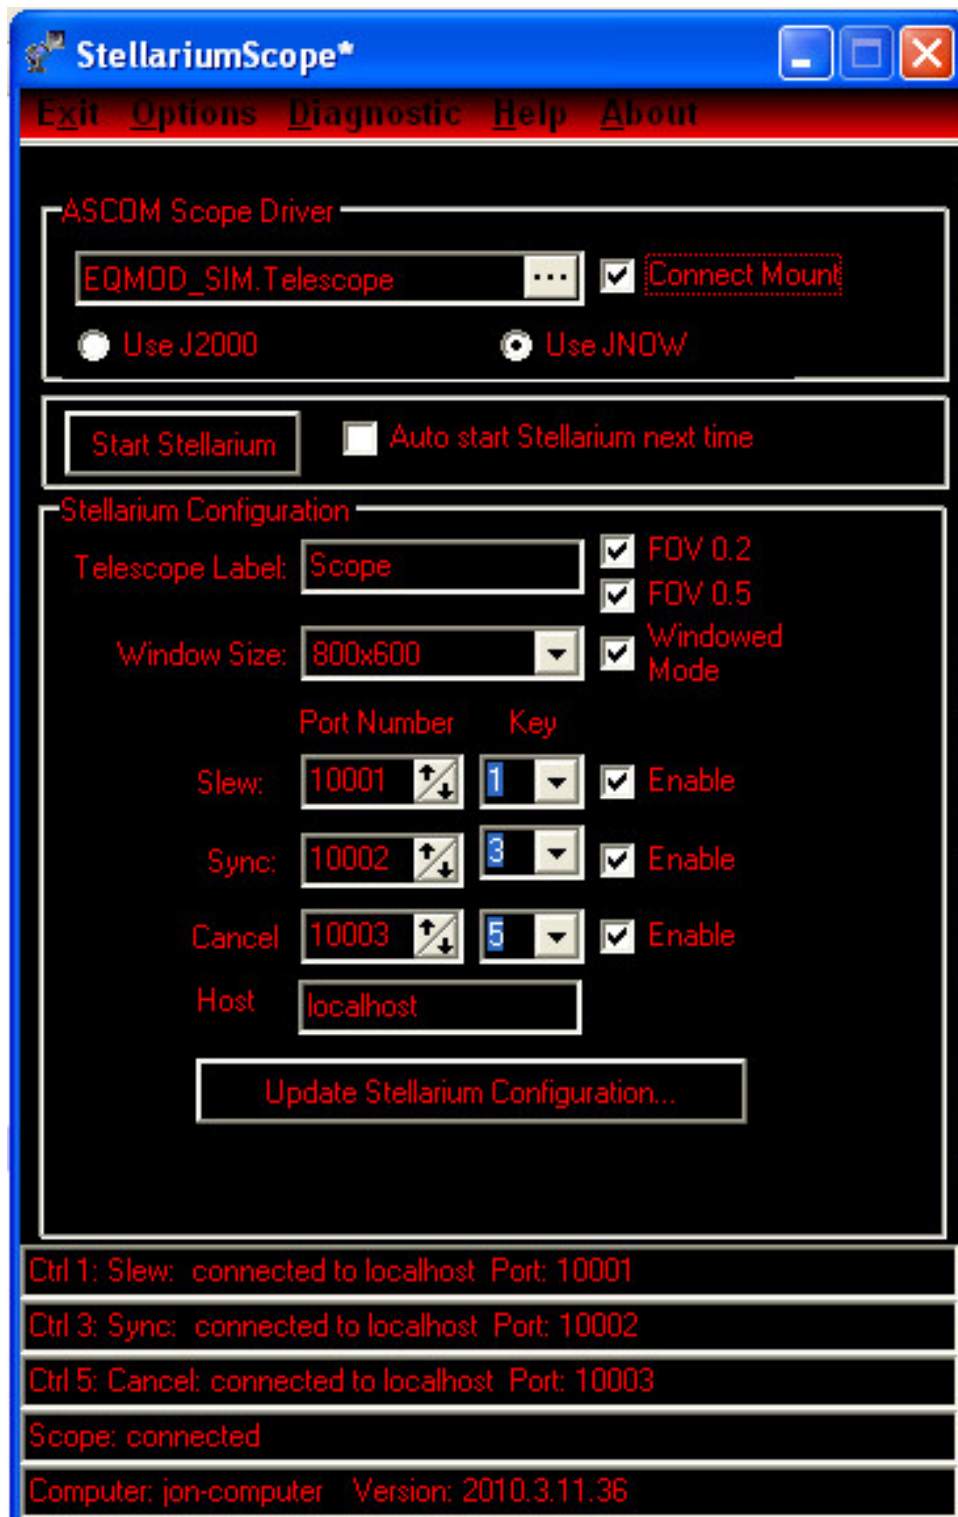 StellariumScope*
Exit Options Diagnostic Help About
ASCOM Scope Driver
EQMOD_SIM.Telescope ... Connect Mount
Use J2000 Use JNOW
Start Stellarium Auto start Stellarium next time
Stellarium Configuration
Telescope Label: Scope FOV 0.2
FOV 0.5
Window Size: 800x600 Windowed
Mode
Port Number Key
Slew: 10001 1 Enable
Sync: 10002 3 Enable
Cancel 10003 5 Enable
Host localhost
Update Stellarium Configuration...
Ctrl 1: Slew: connected to localhost Port: 10001
Ctrl 3: Sync: connected to localhost Port: 10002
Ctrl 5: Cancel: connected to localhost Port: 10003
Scope: connected
Computer: jon-computer Version: 2010.3.11.36